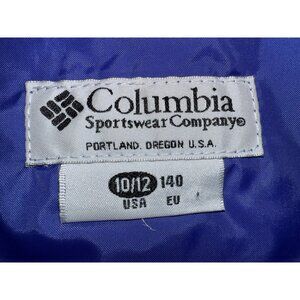 Columbia
Sportswear Company®
PORTLAND, OREGON U.S.A.
10/12 140
USA EU